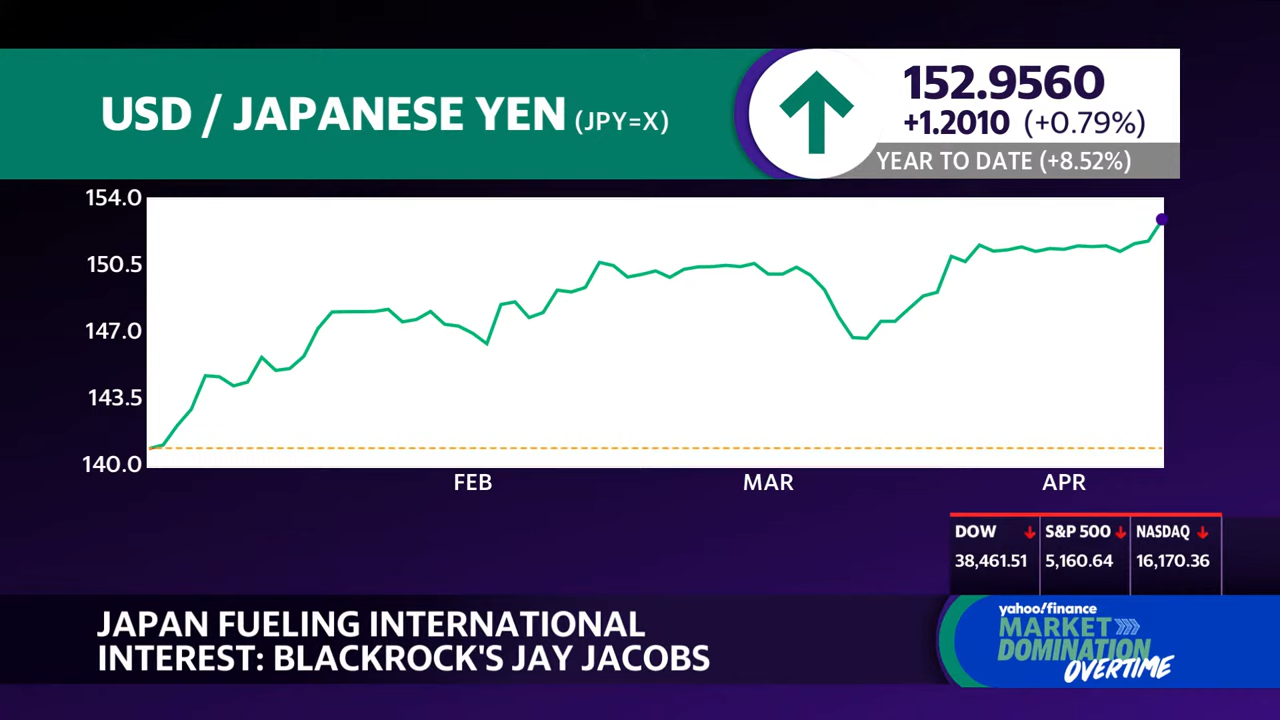 USD / JAPANESE YEN (JPY=X)
152.9560
+1.2010 (+0.79%)
YEAR TO DATE (+8.52%)
154.0
150.5
147.0
143.5
140.0
FEB MAR APR
DOW S&P 500 NASDAQ
38,461.51 5,160.64 16,170.36
JAPAN FUELING INTERNATIONAL
INTEREST: BLACKROCK'S JAY JACOBS
yahoo!finance
MARKET
DOMINATION
OVERTIME